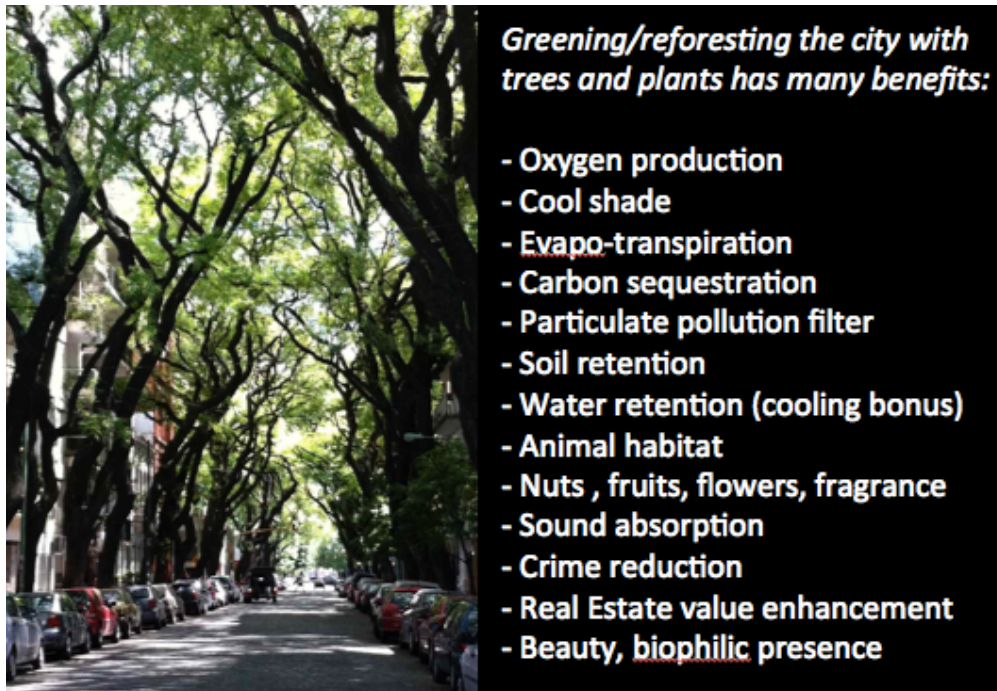 Greening/reforesting the city with
trees and plants has many benefits:
- Oxygen production
- Cool shade
- Evapo-transpiration
- Carbon sequestration
- Particulate pollution filter
- Soil retention
- Water retention (cooling bonus)
- Animal habitat
- Nuts , fruits, flowers, fragrance
- Sound absorption
- Crime reduction
- Real Estate value enhancement
- Beauty, biophilic presence